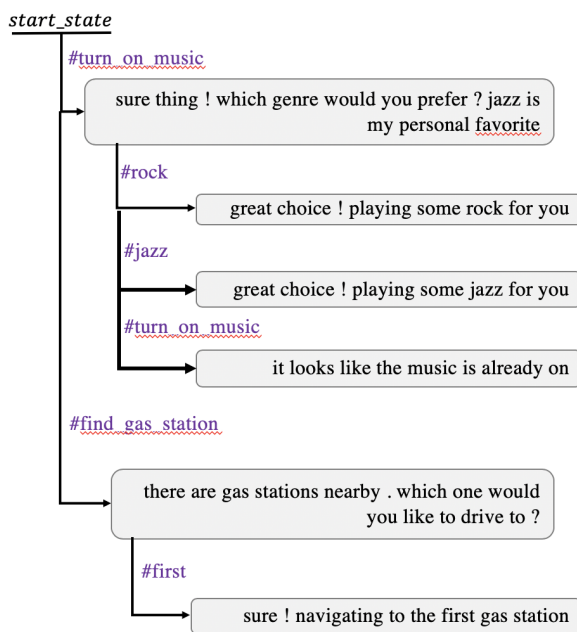 start_state
#turn_on_music
sure thing ! which genre would you prefer ? jazz is
my personal favorite
#rock
great choice ! playing some rock for you
#jazz
great choice ! playing some jazz for you
#turn_on_music
it looks like the music is already on
#find_gas_station
there are gas stations nearby . which one would
you like to drive to ?
#first
sure ! navigating to the first gas station